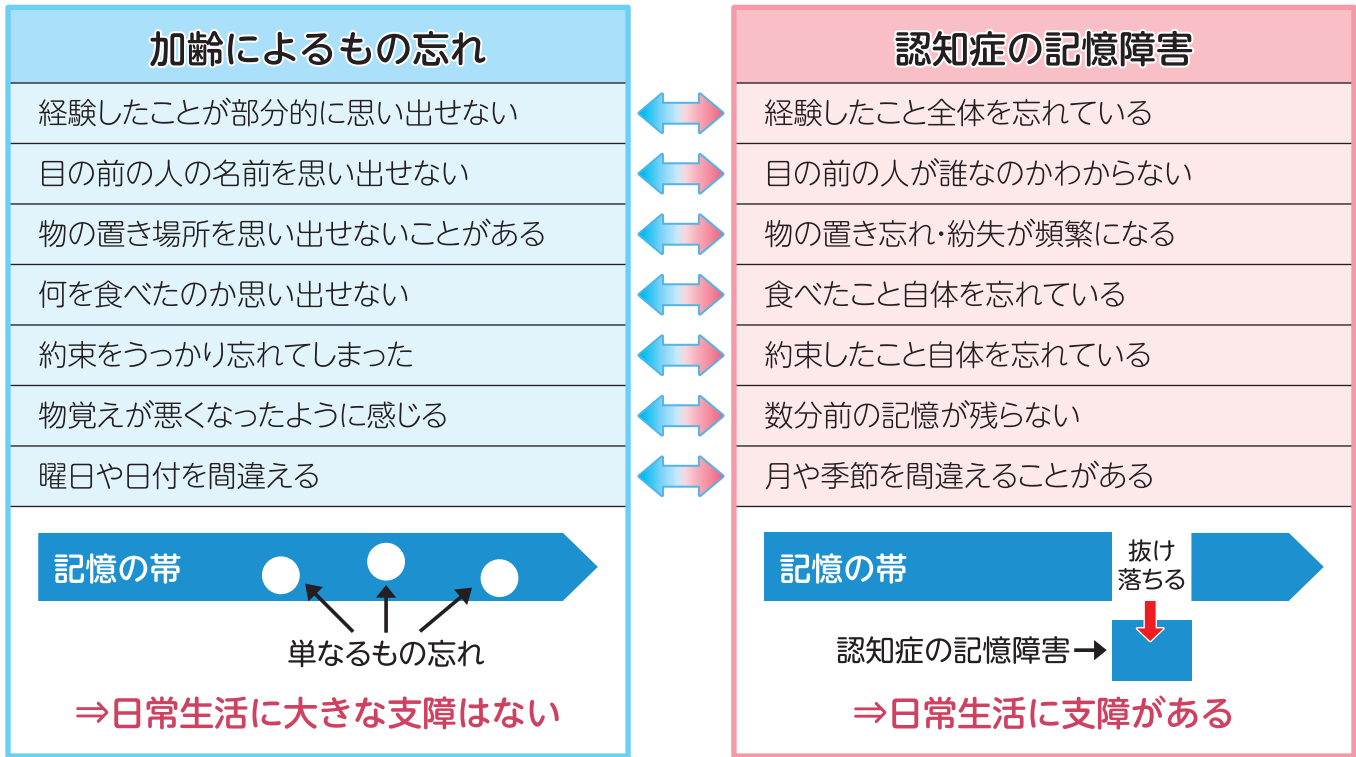 加齢によるもの忘れ
経験したことが部分的に思い出せない
目の前の人の名前を思い出せない
物の置き場所を思い出せないことがある
何を食べたのか思い出せない
約束をうっかり忘れてしまった
物覚えが悪くなったように感じる
曜日や日付を間違える
記憶の帯
単なるもの忘れ
⇒日常生活に大きな支障はない
認知症の記憶障害
経験したこと全体を忘れている
目の前の人が誰なのかわからない
物の置き忘れ・紛失が頻繁になる
食べたこと自体を忘れている
約束したこと自体を忘れている
数分前の記憶が残らない
月や季節を間違えることがある
記憶の帯
抜け
落ちる
認知症の記憶障害
⇒日常生活に支障がある